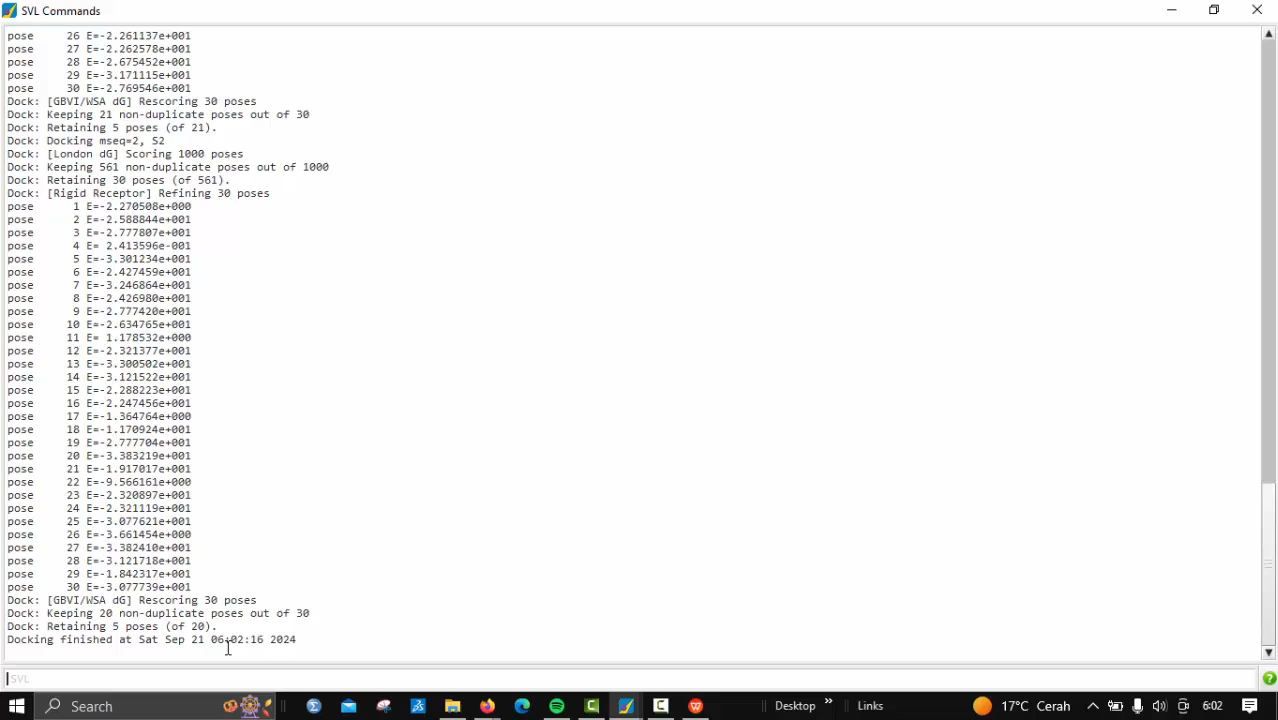 SVL Commands
pose 26 E=-2.261137e+001
pose 27 E=-2.262578e+001
pose 28 E=-2.675452e+001
pose 29 E=-3.171115e+001
pose 30 E=-2.769546e+001
Dock: [GBVI/WSA dG] Rescoring 30 poses
Dock: Keeping 21 non-duplicate poses out of 30
Dock: Retaining 5 poses (of 21).
Dock: Docking mseq=2, S2
Dock: [London dG] Scoring 1000 poses
Dock: Keeping 561 non-duplicate poses out of 1000
Dock: Retaining 30 poses (of 561).
Dock: [Rigid Receptor] Refining 30 poses
pose 1 E=-2.270508e+000
pose 2 E=-2.588844e+001
pose 3 E=-2.777807e+001
pose 4 E= 2.413596e-001
pose 5 E=-3.301234e+001
pose 6 E=-2.427459e+001
pose 7 E=-3.246864e+001
pose 8 E=-2.426980e+001
pose 9 E=-2.777420e+001
pose 10 E=-2.634765e+001
pose 11 E= 1.178532e+000
pose 12 E=-2.321377e+001
pose 13 E=-3.300502e+001
pose 14 E=-3.121522e+001
pose 15 E=-2.288223e+001
pose 16 E=-2.247456e+001
pose 17 E=-1.364764e+000
pose 18 E=-1.170924e+001
pose 19 E=-2.777704e+001
pose 20 E=-3.383219e+001
pose 21 E=-1.917017e+001
pose 22 E=-9.566161e+000
pose 23 E=-2.320897e+001
pose 24 E=-2.321119e+001
pose 25 E=-3.077621e+001
pose 26 E=-3.661454e+000
pose 27 E=-3.382410e+001
pose 28 E=-3.121718e+001
pose 29 E=-1.842317e+001
pose 30 E=-3.077739e+001
Dock: [GBVI/WSA dG] Rescoring 30 poses
Dock: Keeping 20 non-duplicate poses out of 30
Dock: Retaining 5 poses (of 20).
Docking finished at Sat Sep 21 06:02:16 2024
SVL
Search Desktop » Links 17°C Cerah 6:02